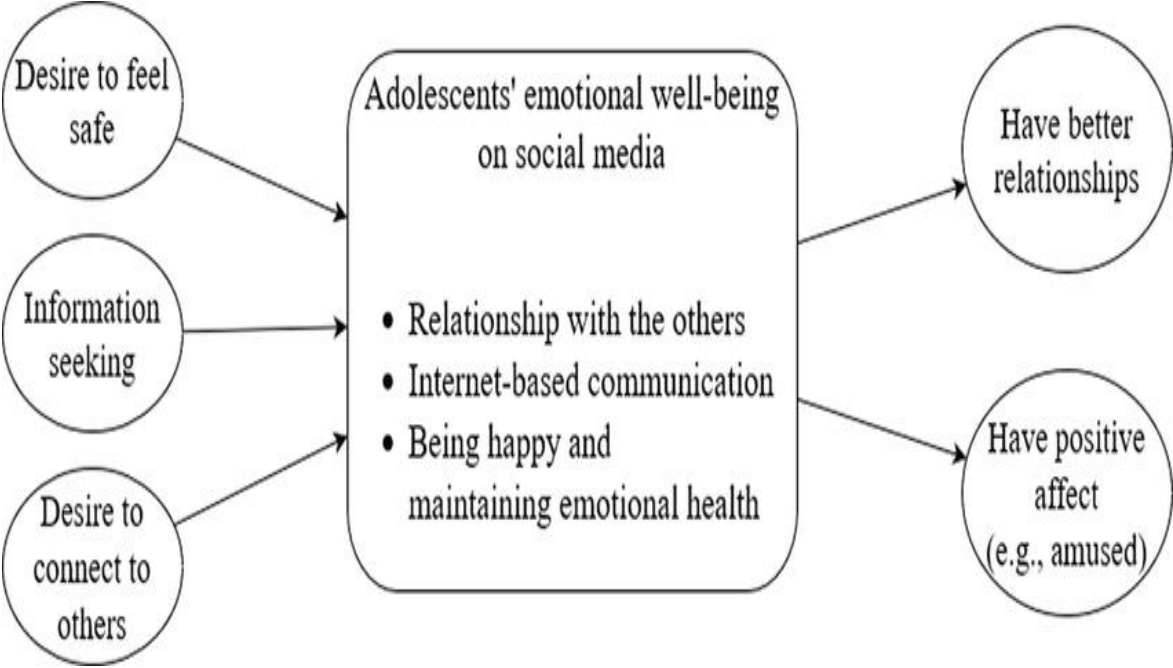 Desire to feel
safe
Information
seeking
Desire to
connect to
others
Adolescents' emotional well-being
on social media
• Relationship with the others
• Internet-based communication
• Being happy and
maintaining emotional health
Have better
relationships
Have positive
affect
(e.g., amused)